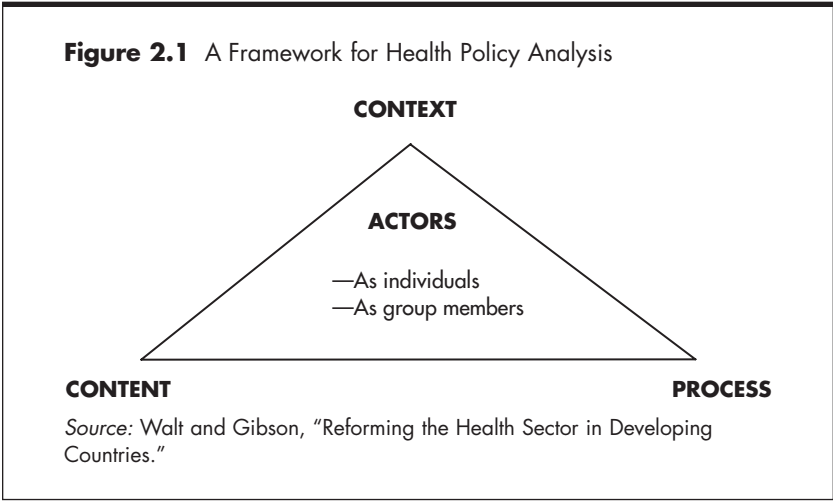 Figure 2.1 A Framework for Health Policy Analysis
CONTEXT
ACTORS
—As individuals
—As group members
CONTENT
PROCESS
Source: Walt and Gibson, “Reforming the Health Sector in Developing
Countries.”